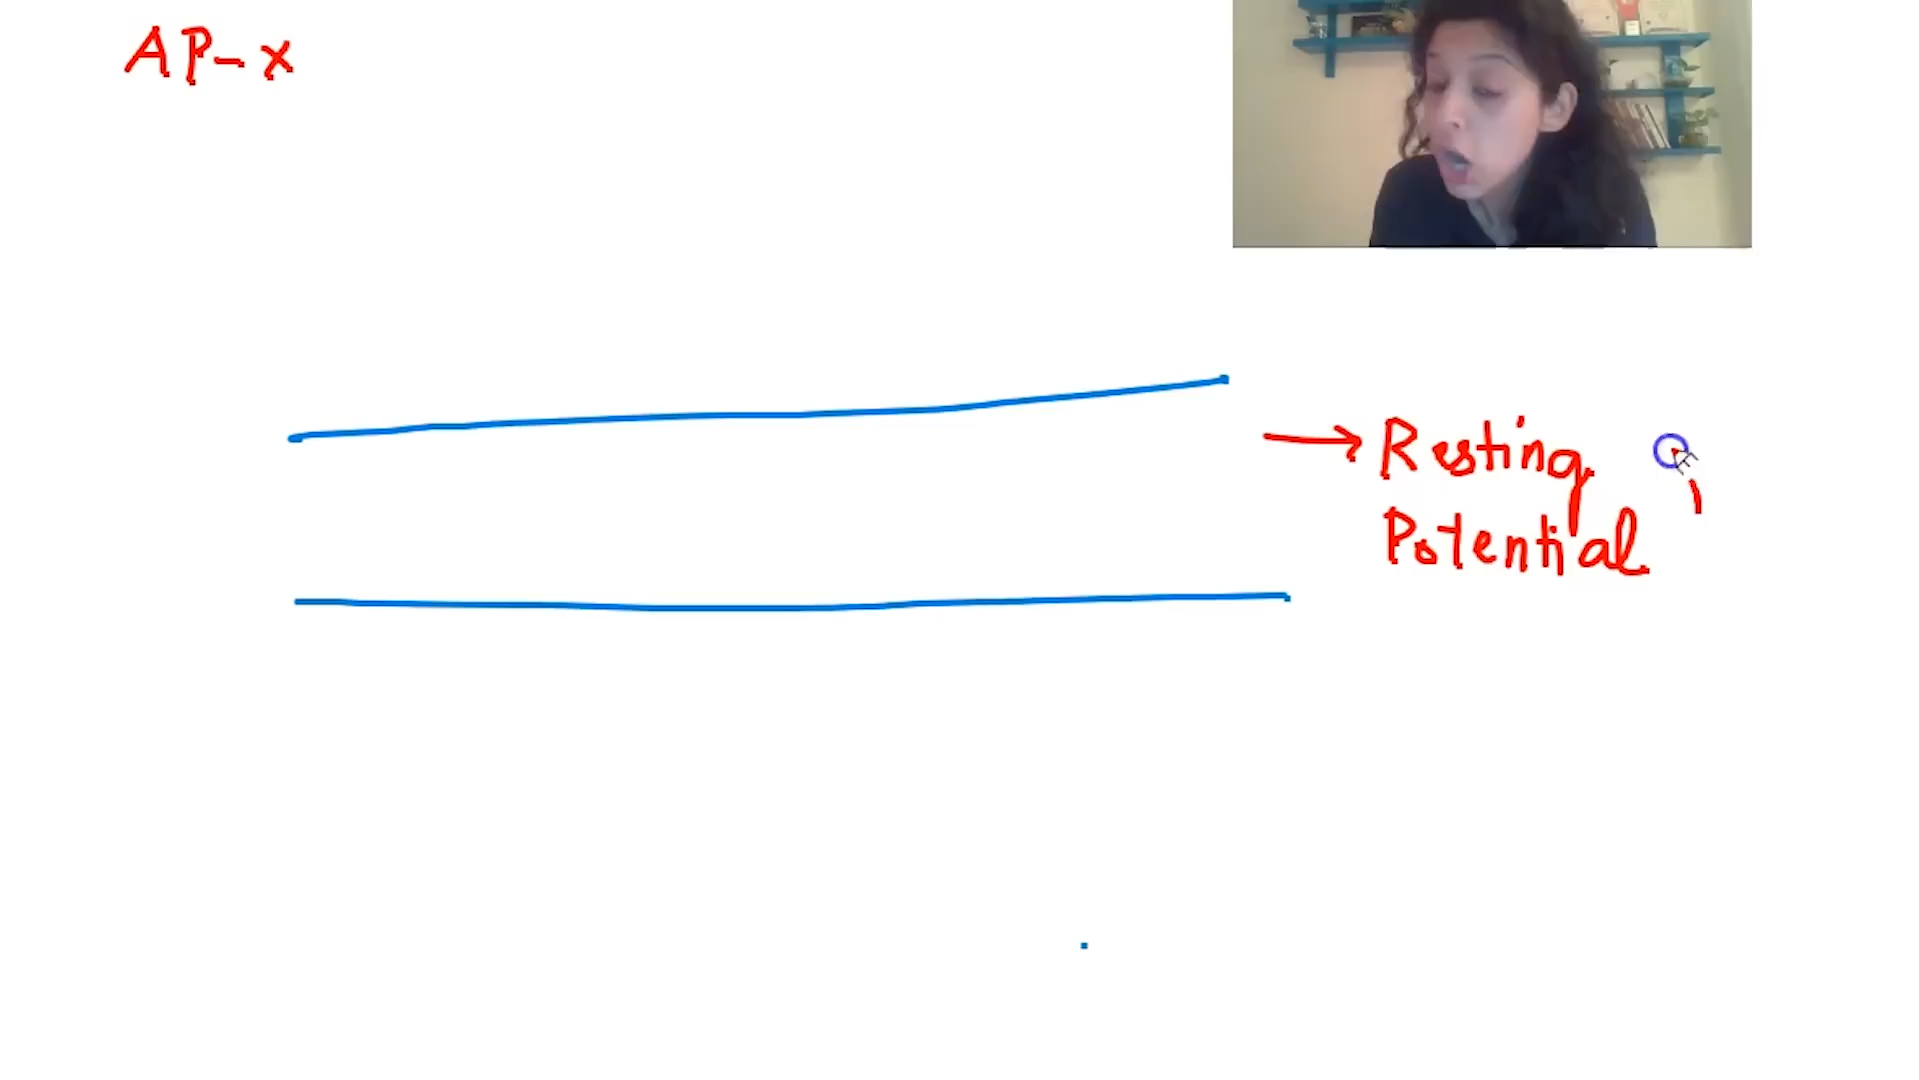 AP- x
→ Resting
Potential